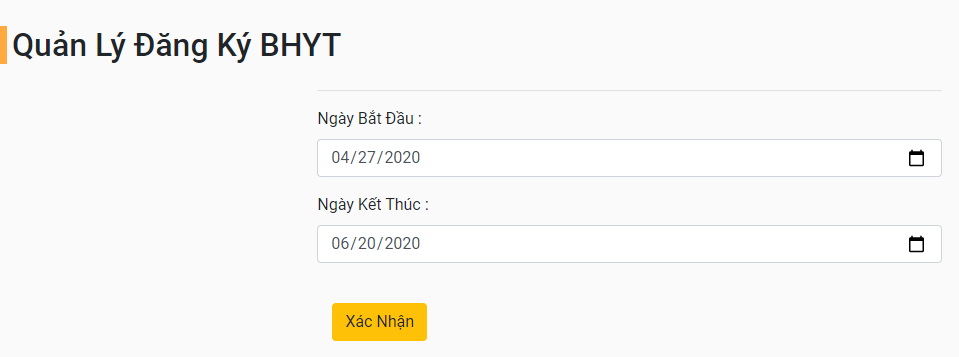 Quản Lý Đăng Ký BHYT
Ngày Bắt Đầu :
04/27/2020
Ngày Kết Thúc :
06/20/2020
Xác Nhận